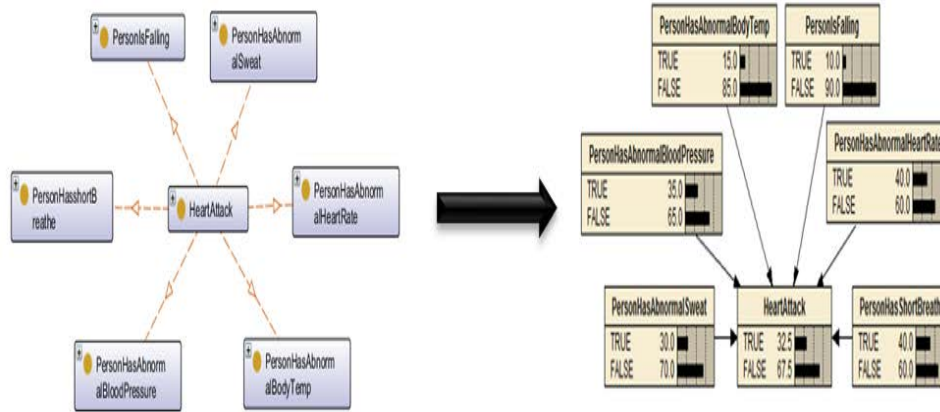 PersonIsFalling
PersonHasAbnorm
alSweat
PersonHasshortB
reathe
HeartAttack
PersonHasAbnorm
alHeartRate
PersonHasAbnorm
alBloodPressure
PersonHasAbnorm
alBodyTemp
PersonHasAbnormalBodyTemp
TRUE 15.0
FALSE 85.0
PersonIsFalling
TRUE 10.0
FALSE 90.0
PersonHasAbnormalBloodPressure
TRUE 35.0
FALSE 65.0
PersonHasAbnormalHeartRate
TRUE 40.0
FALSE 60.0
PersonHasAbnormalSweat
TRUE 30.0
FALSE 70.0
HeartAttack
TRUE 32.5
FALSE 67.5
PersonHasShortBreath
TRUE 40.0
FALSE 60.0